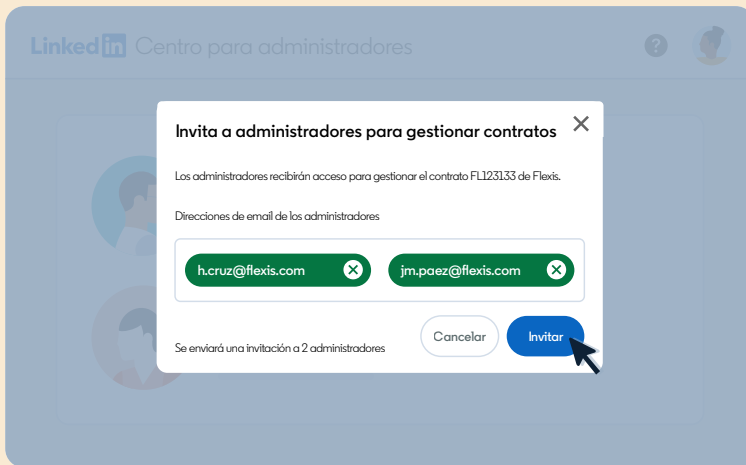 Linked in Centro para administradores ?
Invita a administradores para gestionar contratos
Los administradores recibirán acceso para gestionar el contrato FL123133 de Flexis.
Direcciones de email de los administradores
h.cruz@flexis.com jm.paez@flexis.com
Cancelar Invitar
Se enviará una invitación a 2 administradores